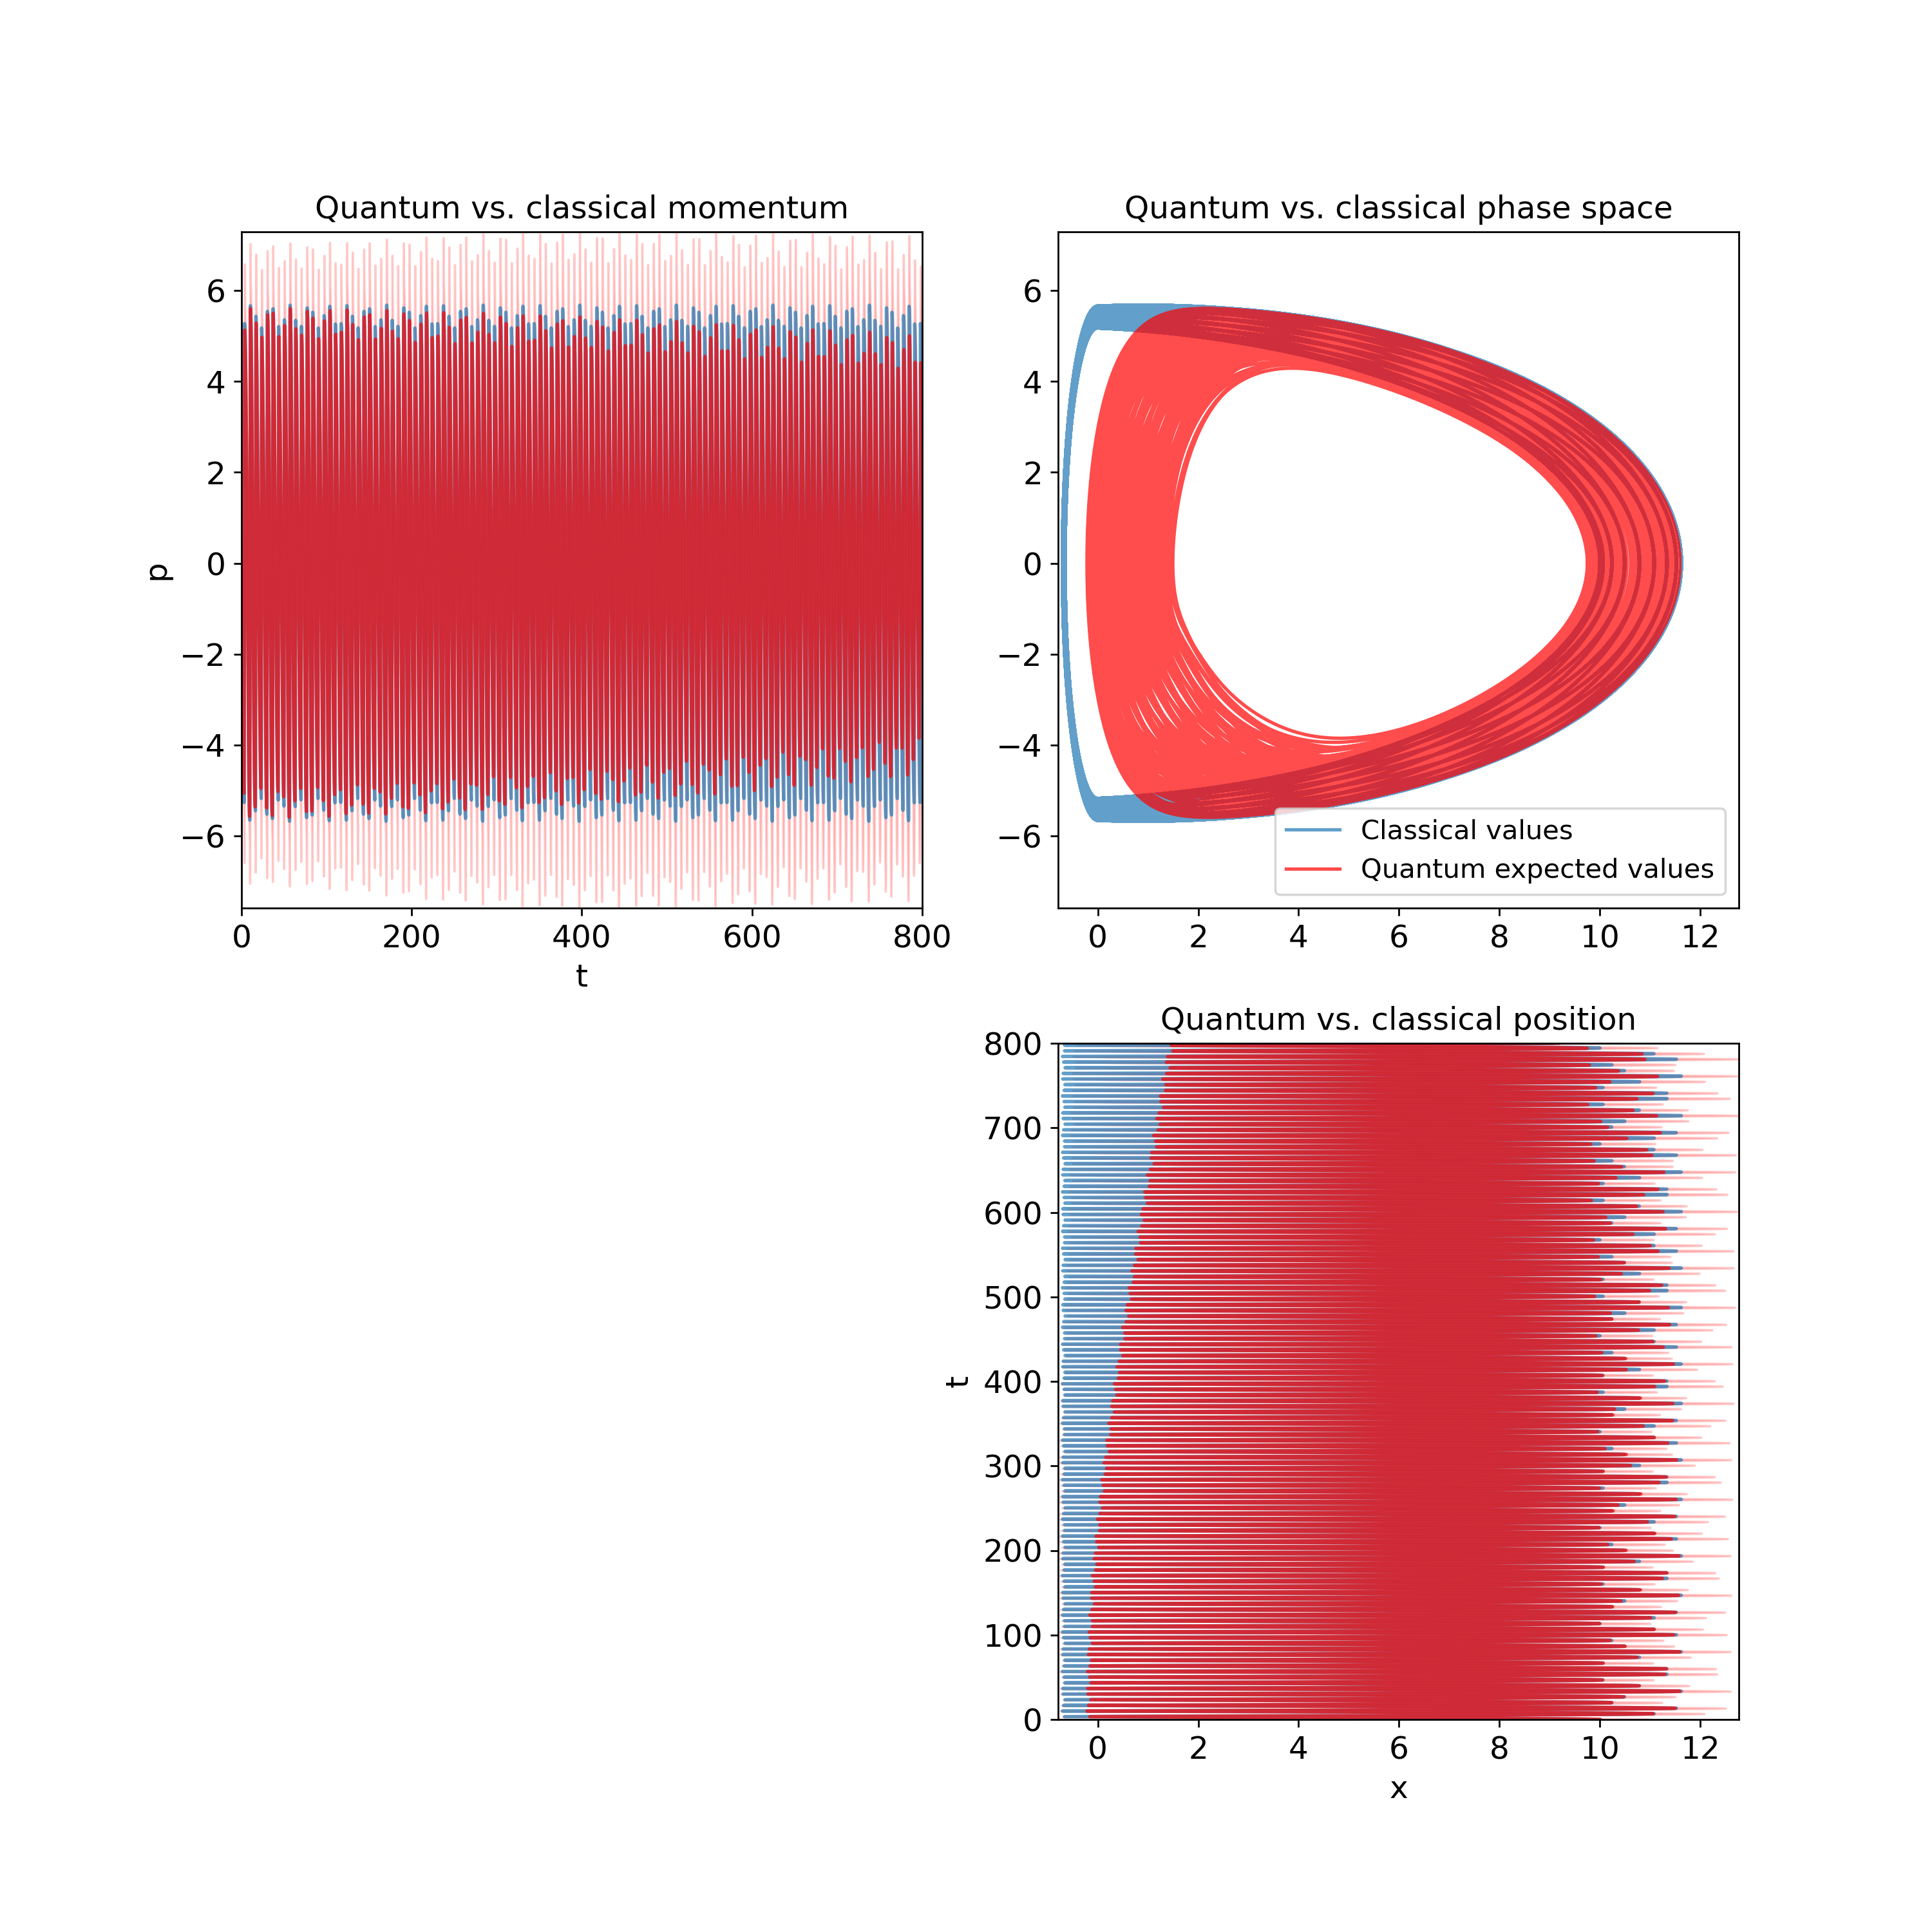 Quantum vs. classical momentum
6
4
2
0
−2
−4
−6
p
0 200 400 600 800
t
Quantum vs. classical phase space
6
4
2
0
−2
−4
−6
Classical values
Quantum expected values
0 2 4 6 8 10 12
Quantum vs. classical position
800
700
600
500
400
300
200
100
0
t
0 2 4 6 8 10 12
x